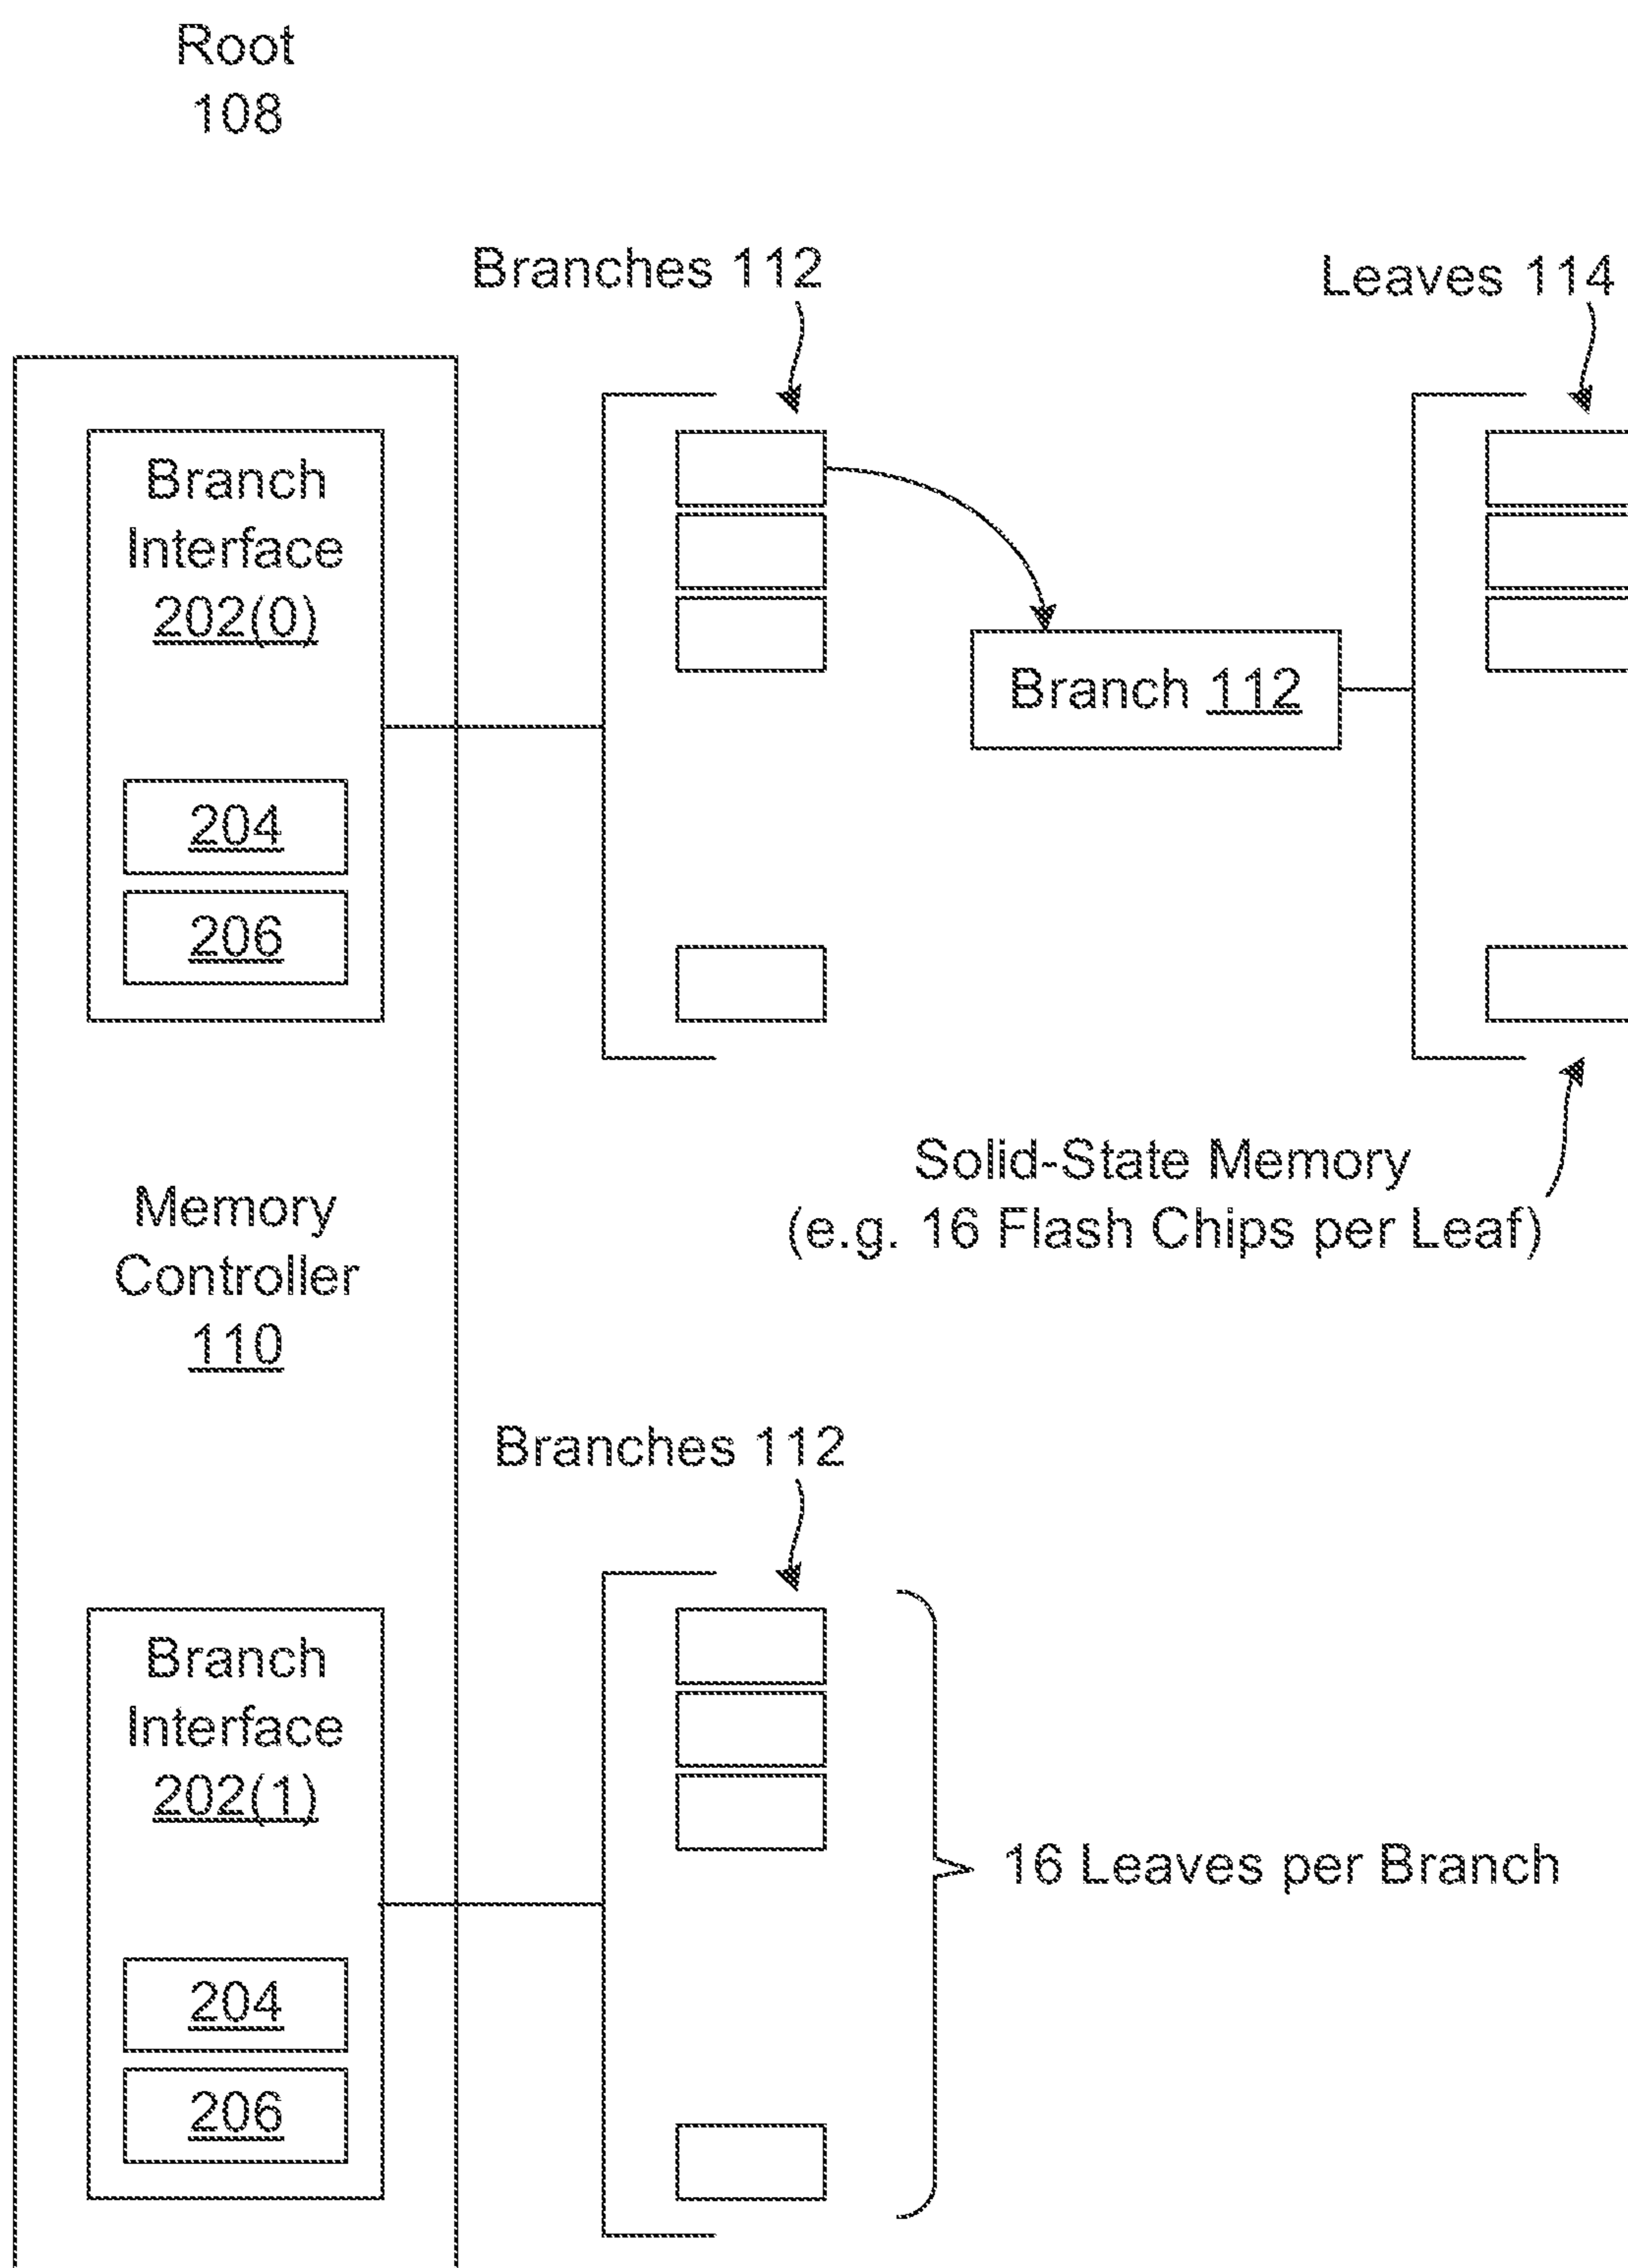 Root
108
Branches 112
Leaves 114
Branch
Interface
202(0)
204
206
Branch 112
Solid-State Memory
(e.g. 16 Flash Chips per Leaf)
Memory
Controller
110
Branches 112
Branch
Interface
202(1)
204
206
16 Leaves per Branch